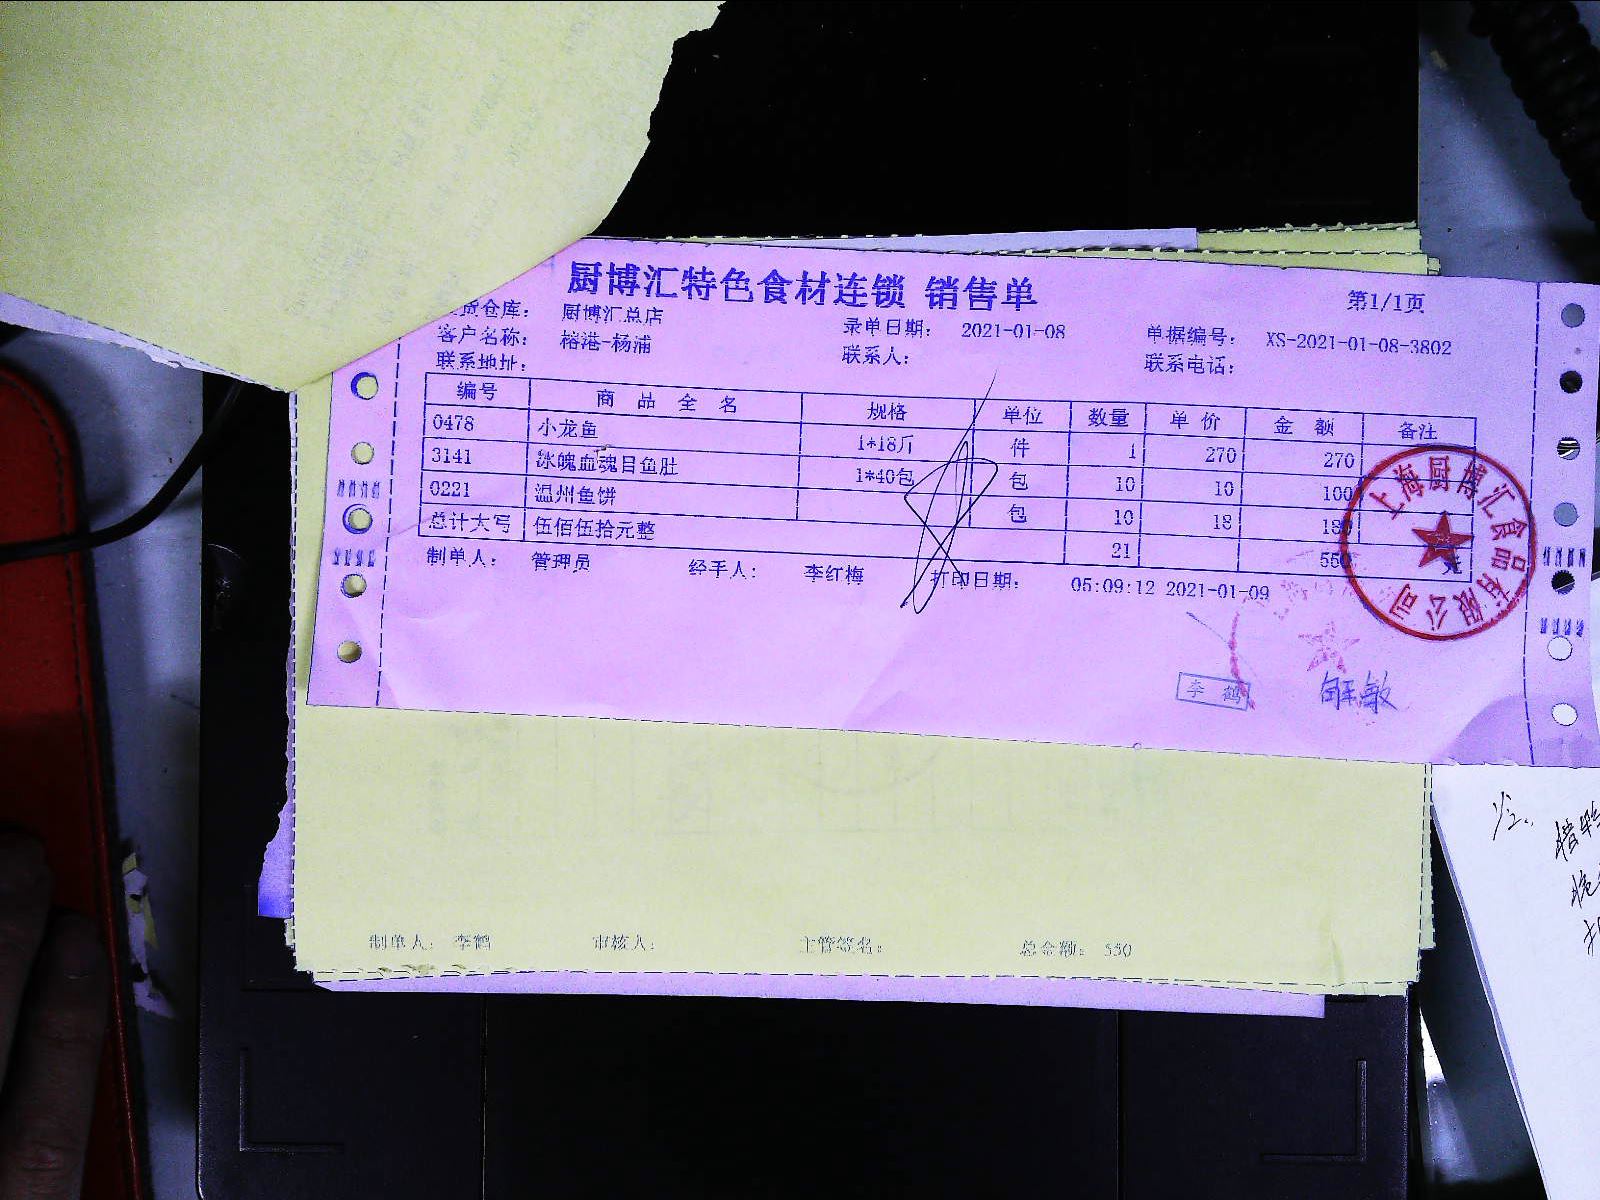 厨博汇特色食材连锁 销售单
第1/1页
货仓库： 厨博汇总店 录单日期： 2021-01-08 单据编号： XS-2021-01-08-3802
客户名称： 榕港-杨浦 联系人： 联系电话：
联系地址：
编号 商品全名 规格 单位 数量 单价 金额 备注
0478 小龙鱼 1*18斤 件 1 270 270
3141 冰魄血魂目鱼肚 1*40包 包 10 10 100
0221 温州鱼饼 包 10 18 180
总计大写 伍佰伍拾元整 21 550 元
制单人： 管理员 经手人： 李红梅 打印日期： 05:09:12 2021-01-09
上海厨博汇食品有限公司
李鹤
制单人： 李鹤 审核人： 主管签名： 总金额： 550
注：